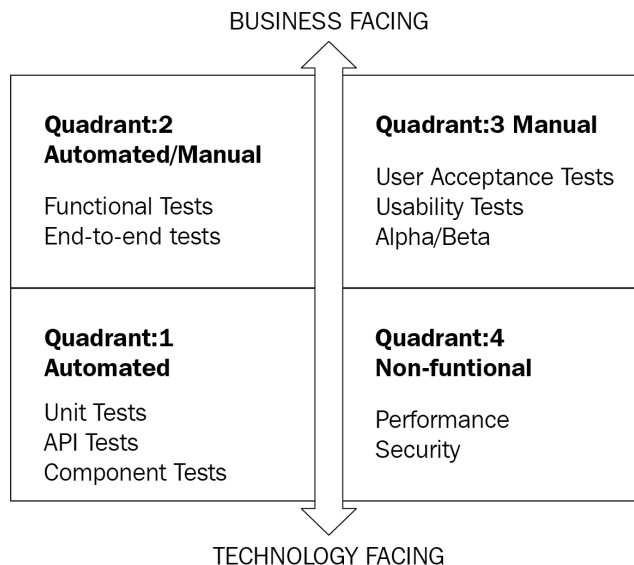 BUSINESS FACING
Quadrant:2
Automated/Manual
Functional Tests
End-to-end tests
Quadrant:3 Manual
User Acceptance Tests
Usability Tests
Alpha/Beta
Quadrant:1
Automated
Unit Tests
API Tests
Component Tests
Quadrant:4
Non-funtional
Performance
Security
TECHNOLOGY FACING